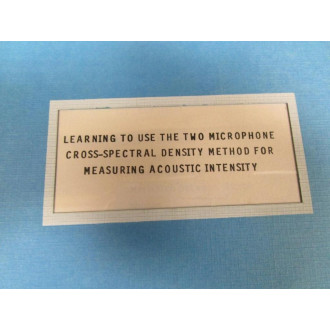 LEARNING TO USE THE TWO MICROPHONE
CROSS-SPECTRAL DENSITY METHOD FOR
MEASURING ACOUSTIC INTENSITY